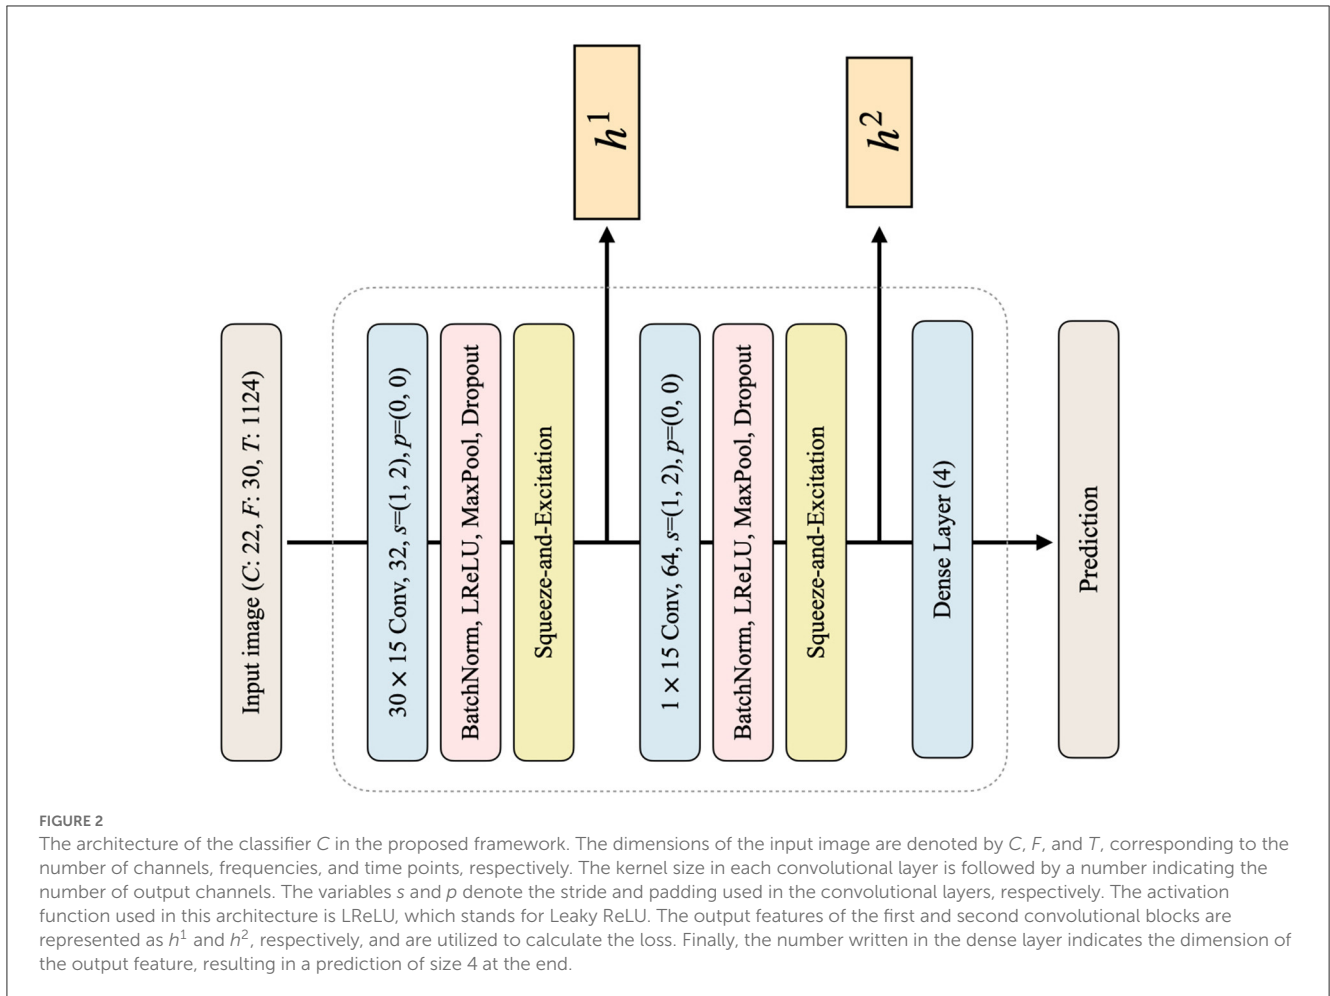 h¹
h²
Input image (C: 22, F: 30, T: 1124)
30 × 15 Conv, 32, s=(1, 2), p=(0, 0)
BatchNorm, LReLU, MaxPool, Dropout
Squeeze-and-Excitation
1 × 15 Conv, 64, s=(1, 2), p=(0, 0)
BatchNorm, LReLU, MaxPool, Dropout
Squeeze-and-Excitation
Dense Layer (4)
Prediction
FIGURE 2
The architecture of the classifier C in the proposed framework. The dimensions of the input image are denoted by C, F, and T, corresponding to the
number of channels, frequencies, and time points, respectively. The kernel size in each convolutional layer is followed by a number indicating the
number of output channels. The variables s and p denote the stride and padding used in the convolutional layers, respectively. The activation
function used in this architecture is LReLU, which stands for Leaky ReLU. The output features of the first and second convolutional blocks are
represented as h¹ and h², respectively, and are utilized to calculate the loss. Finally, the number written in the dense layer indicates the dimension of
the output feature, resulting in a prediction of size 4 at the end.